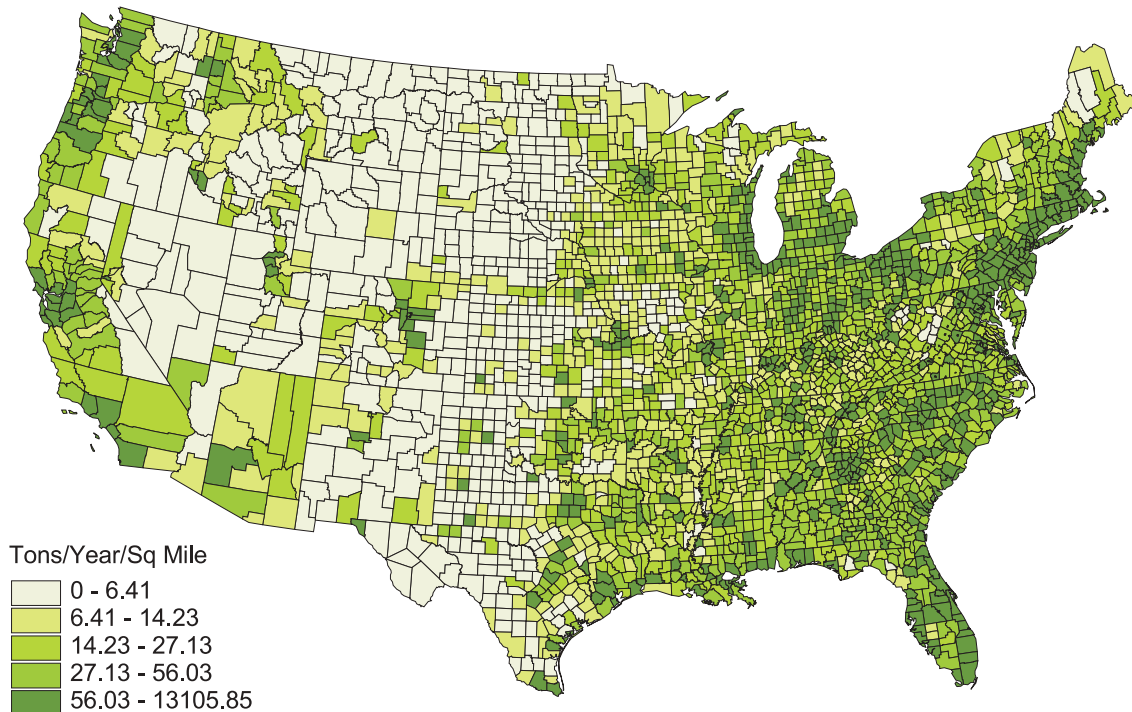 Tons/Year/Sq Mile
0 - 6.41
6.41 - 14.23
14.23 - 27.13
27.13 - 56.03
56.03 - 13105.85